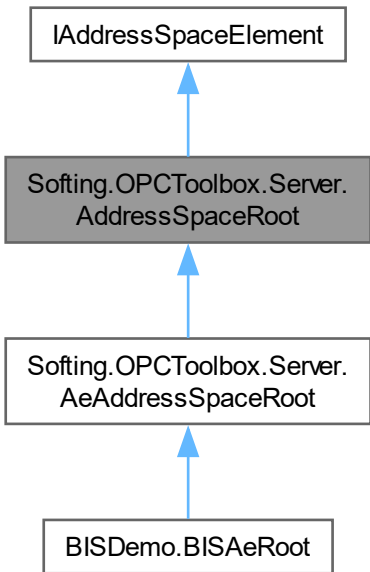 IAddressSpaceElement
Softing.OPCToolbox.Server.
AddressSpaceRoot
Softing.OPCToolbox.Server.
AeAddressSpaceRoot
BISDemo.BISAeRoot